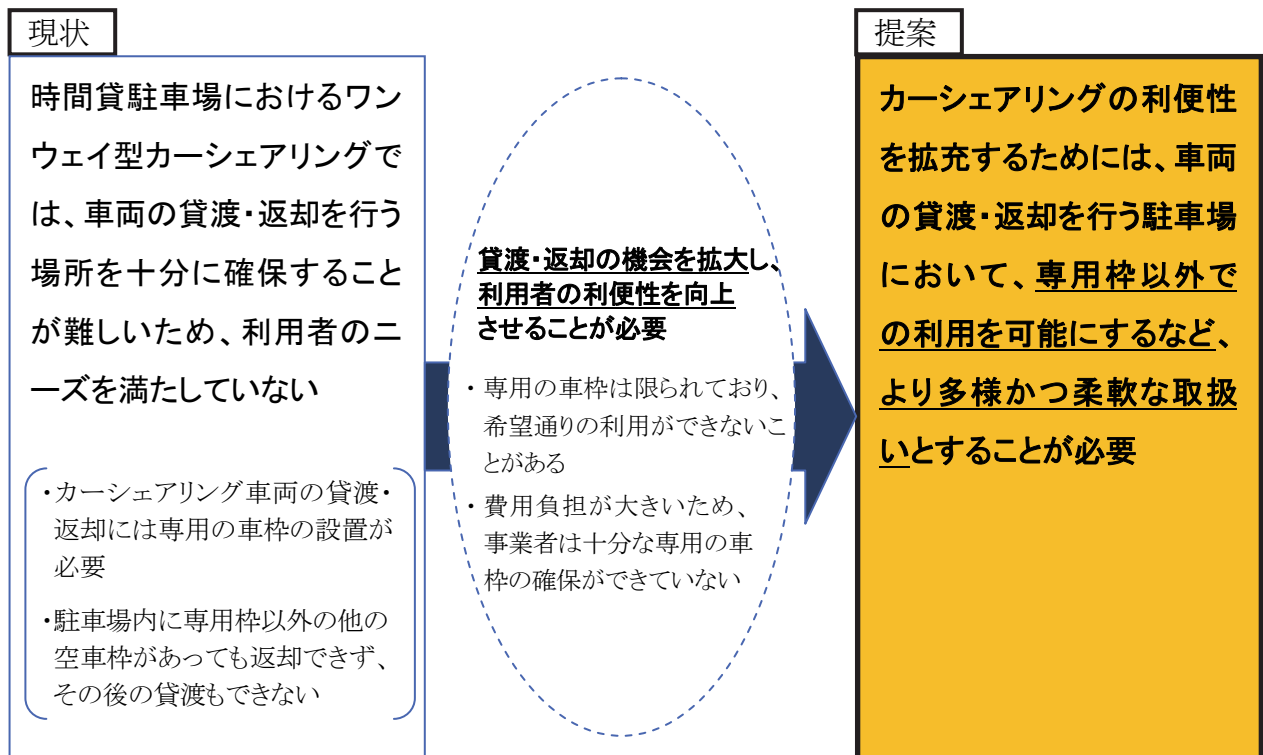 現状
時間貸駐車場におけるワン
ウェイ型カーシェアリングで
は、車両の貸渡・返却を行う
場所を十分に確保すること
が難しいため、利用者のニ
ーズを満たしていない
・カーシェアリング車両の貸渡・
返却には専用の車枠の設置が
必要
・駐車場内に専用枠以外の他の
空車枠があっても返却できず、
その後の貸渡もできない
貸渡・返却の機会を拡大し、
利用者の利便性を向上
させることが必要
・専用の車枠は限られており、
希望通りの利用ができないこ
とがある
・費用負担が大きいため、
事業者は十分な専用の車
枠の確保ができていない
提案
カーシェアリングの利便性
を拡充するためには、車両
の貸渡・返却を行う駐車場
において、専用枠以外で
の利用を可能にするなど、
より多様かつ柔軟な取扱
いとすることが必要